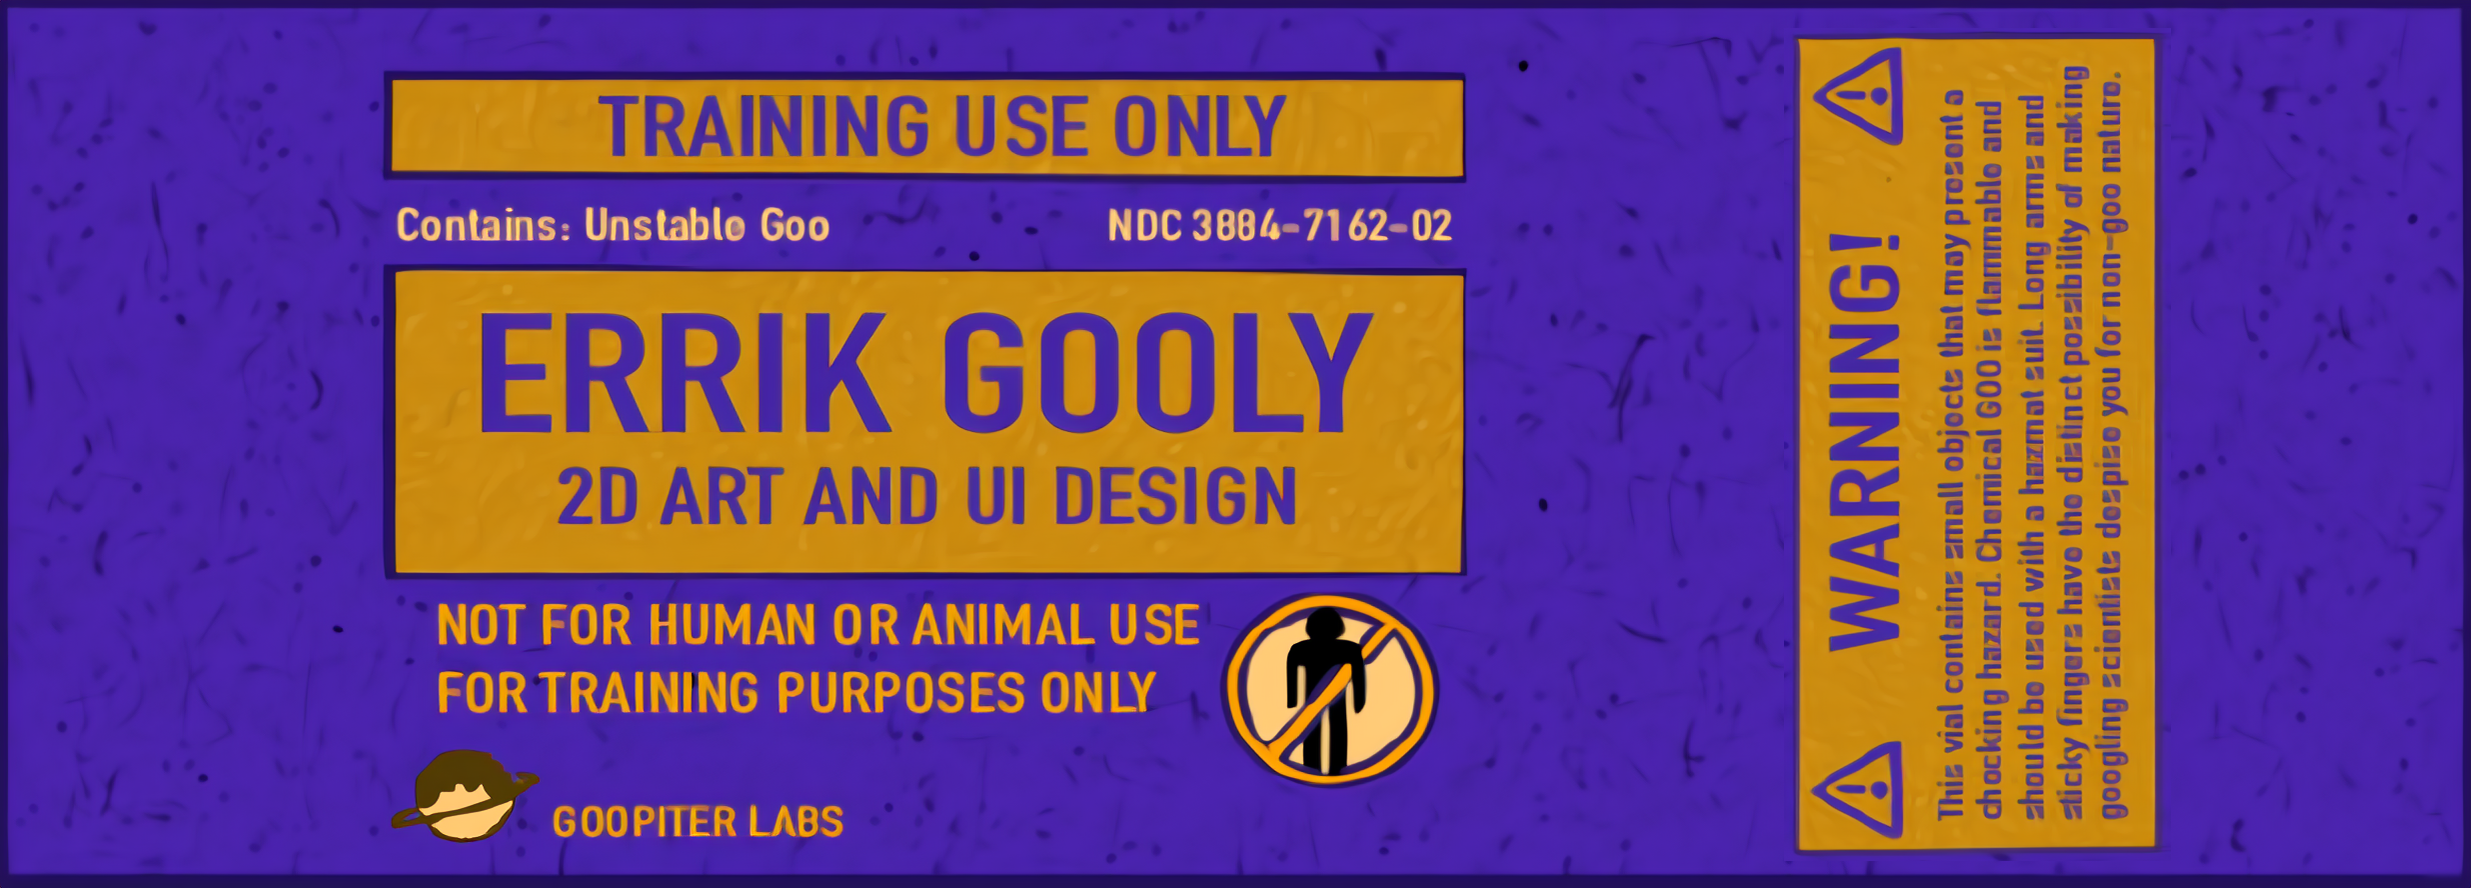 TRAINING USE ONLY
Contains: Unstable Goo
NDC 3884-7162-02
ERRIK GOOLY
2D ART AND UI DESIGN
NOT FOR HUMAN OR ANIMAL USE
FOR TRAINING PURPOSES ONLY
GOOPITER LABS
WARNING!
This vial contains small objects that may present a
chocking hazard. Chemical GOO is flammable and
should be used with a hazmat suit. Long arms and
sticky fingers have the distinct possibility of making
googling scientists despise you for non-goo nature.